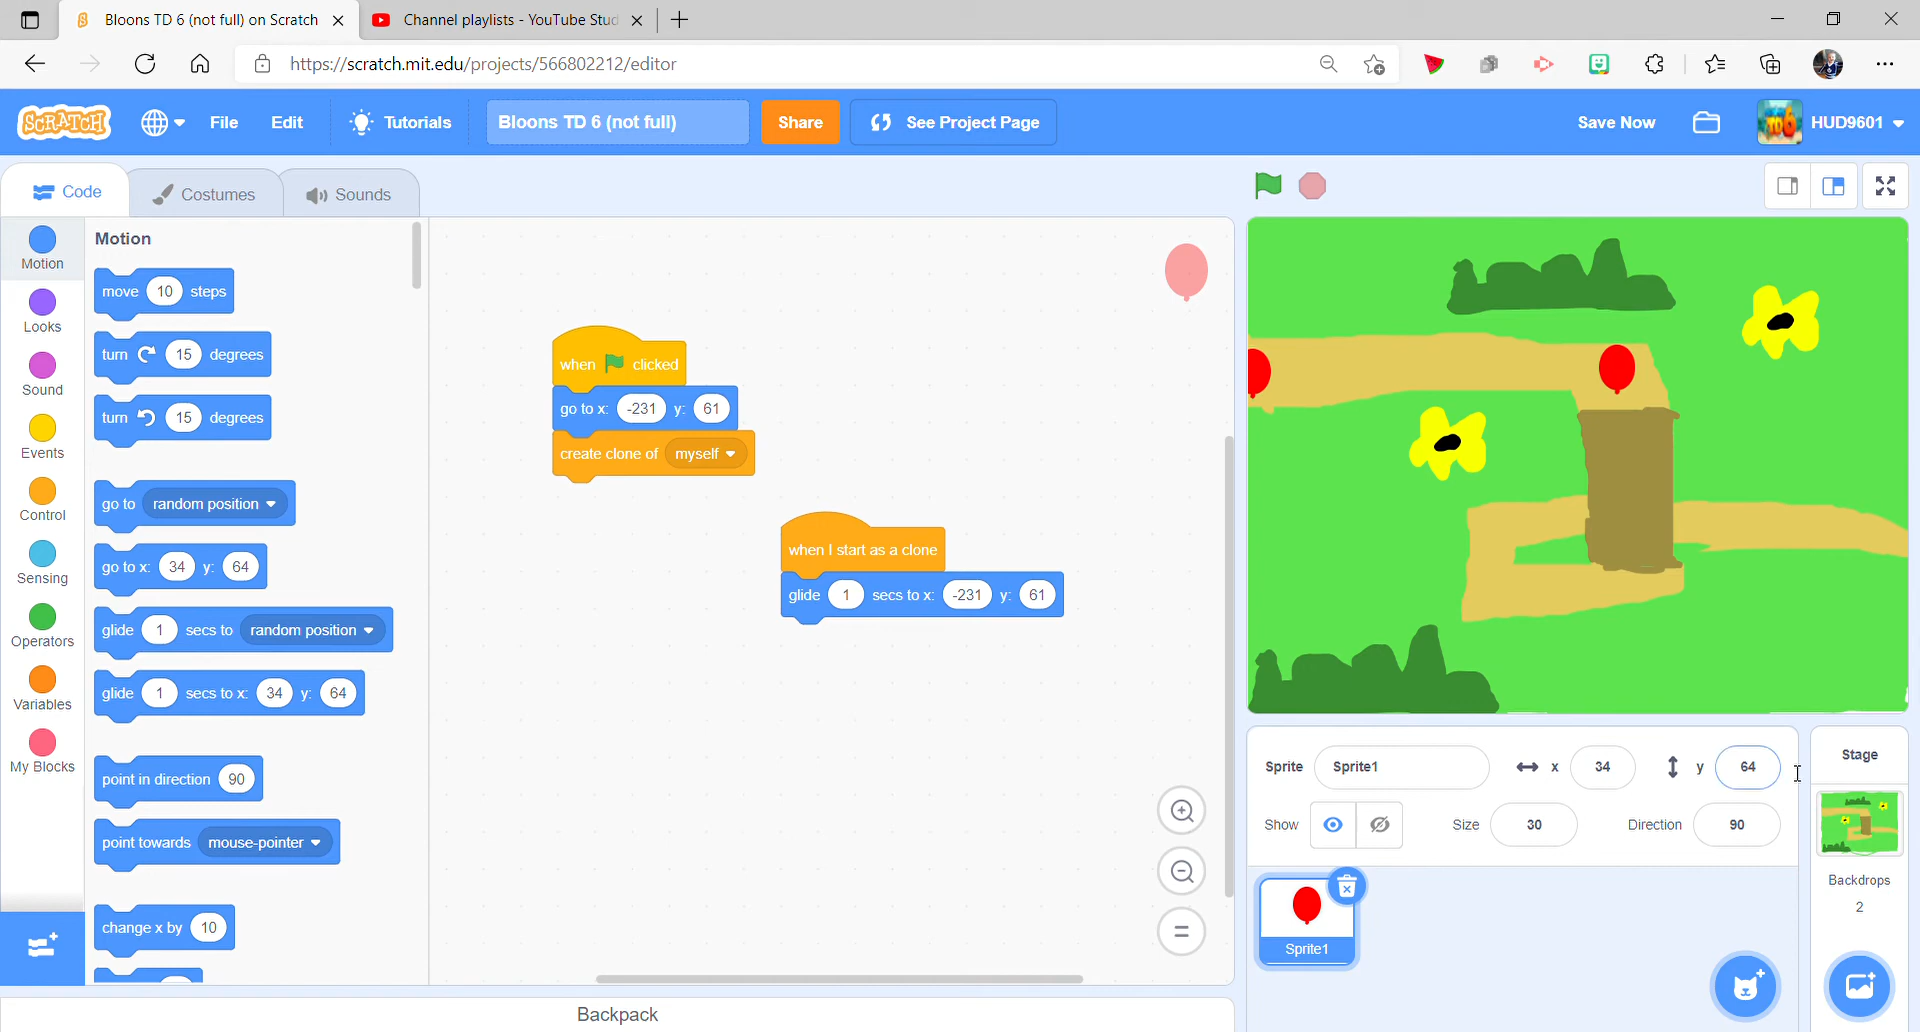 Bloons TD 6 (not full) on Scratch
Channel playlists - YouTube Stud
https://scratch.mit.edu/projects/566802212/editor
SCRATCH
File
Edit
Tutorials
Bloons TD 6 (not full)
Share
See Project Page
Save Now
HUD9601
Code
Costumes
Sounds
Motion
Looks
Sound
Events
Control
Sensing
Operators
Variables
My Blocks
Motion
move 10 steps
turn 15 degrees
turn 15 degrees
go to random position
go to x: 34 y: 64
glide 1 secs to random position
glide 1 secs to x: 34 y: 64
point in direction 90
point towards mouse-pointer
change x by 10
when clicked
go to x: -231 y: 61
create clone of myself
when I start as a clone
glide 1 secs to x: -231 y: 61
Sprite Sprite1 x 34 y 64
Show Size 30 Direction 90
Sprite1
Stage
Backdrops
2
Backpack